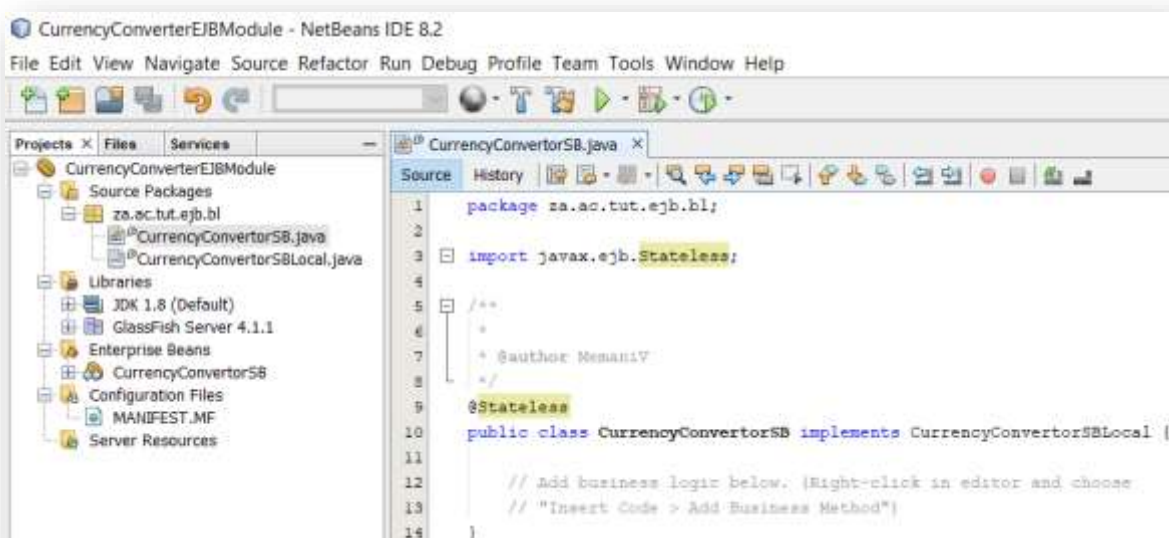 CurrencyConverterEJBModule - NetBeans IDE 8.2
File Edit View Navigate Source Refactor Run Debug Profile Team Tools Window Help
Projects Files Services
CurrencyConverterEJBModule
Source Packages
za.ac.tut.ejb.bl
CurrencyConvertorSB.java
CurrencyConvertorSBLocal.java
Libraries
JDK 1.8 (Default)
GlassFish Server 4.1.1
Enterprise Beans
CurrencyConvertorSB
Configuration Files
MANIFEST.MF
Server Resources
CurrencyConvertorSB.java
Source History
1 package za.ac.tut.ejb.bl;
2
3 import javax.ejb.Stateless;
4
5 /**
6 *
7 * @author MemaniV
8 */
9 @Stateless
10 public class CurrencyConvertorSB implements CurrencyConvertorSBLocal {
11
12 // Add business logic below. (Right-click in editor and choose
13 // "Insert Code > Add Business Method")
14 }